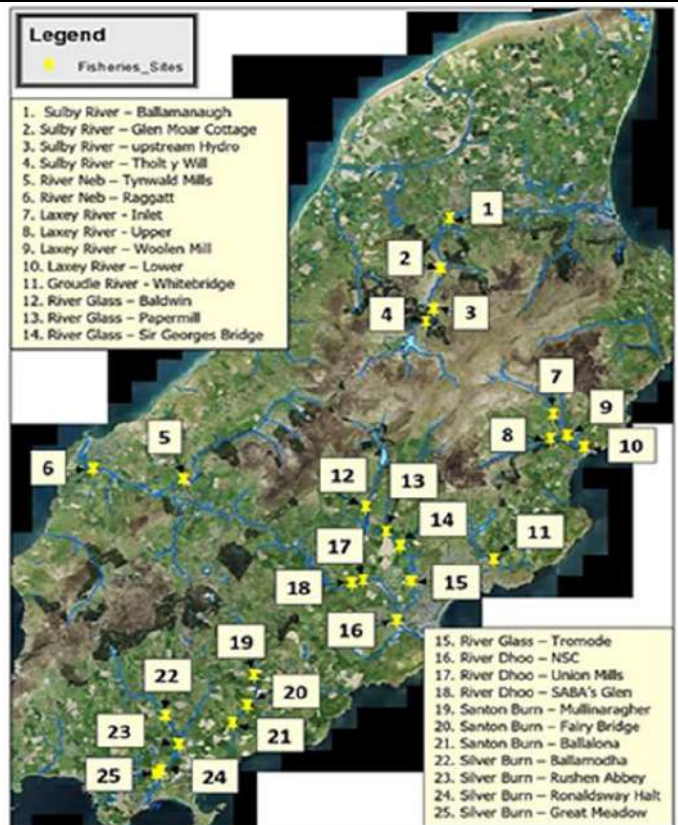 Legend
Fisheries_Sites
1. Sulby River – Ballamanaugh
2. Sulby River – Glen Moar Cottage
3. Sulby River – upstream Hydro
4. Sulby River – Tholt y Will
5. River Neb – Tynwald Mills
6. River Neb – Raggatt
7. Laxey River - Inlet
8. Laxey River – Upper
9. Laxey River – Woolen Mill
10. Laxey River – Lower
11. Groudle River - Whitebridge
12. River Glass – Baldwin
13. River Glass – Papermill
14. River Glass – Sir Georges Bridge
1
2
3
4
7
9
8
10
5
6
12
13
14
11
17
18
15
16
19
20
22
21
23
25
24
15. River Glass – Tromode
16. River Dhoo – NSC
17. River Dhoo – Union Mills
18. River Dhoo – SABA's Glen
19. Santon Burn – Mullinaragher
20. Santon Burn – Fairy Bridge
21. Santon Burn – Ballalona
22. Silver Burn – Ballamodha
23. Silver Burn – Rushen Abbey
24. Silver Burn – Ronaldsway Halt
25. Silver Burn – Great Meadow